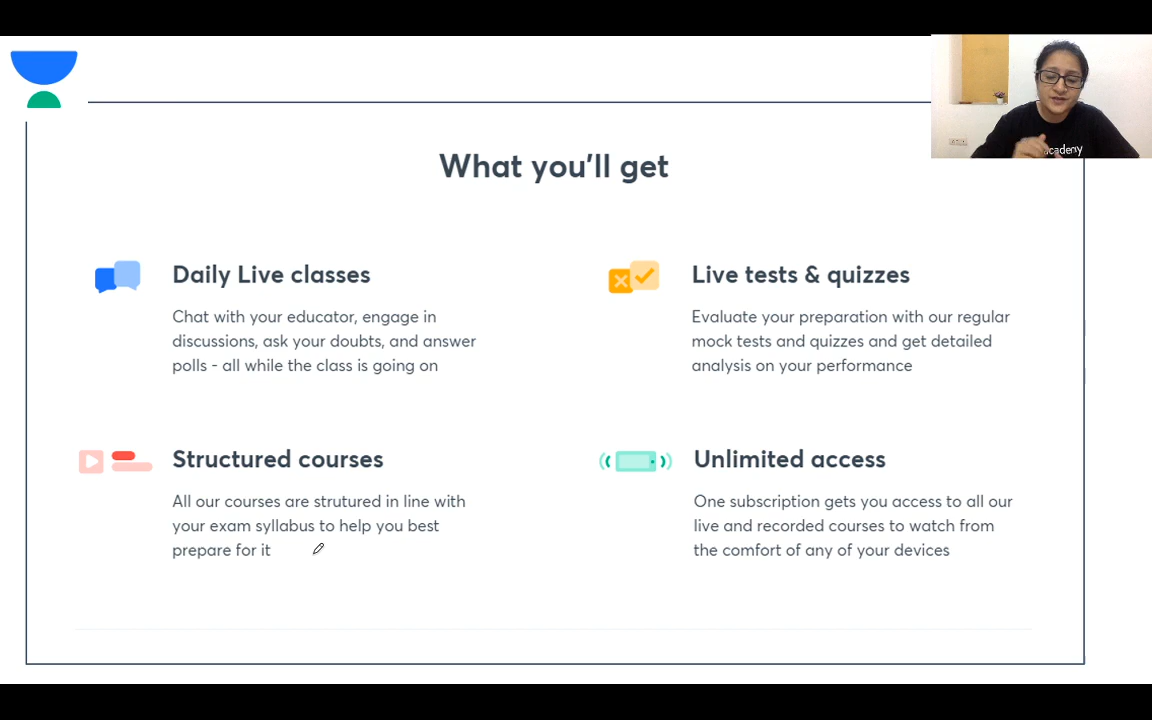 What you'll get
Daily Live classes
Chat with your educator, engage in
discussions, ask your doubts, and answer
polls - all while the class is going on
Live tests & quizzes
Evaluate your preparation with our regular
mock tests and quizzes and get detailed
analysis on your performance
Structured courses
All our courses are strutured in line with
your exam syllabus to help you best
prepare for it
Unlimited access
One subscription gets you access to all our
live and recorded courses to watch from
the comfort of any of your devices
cademy